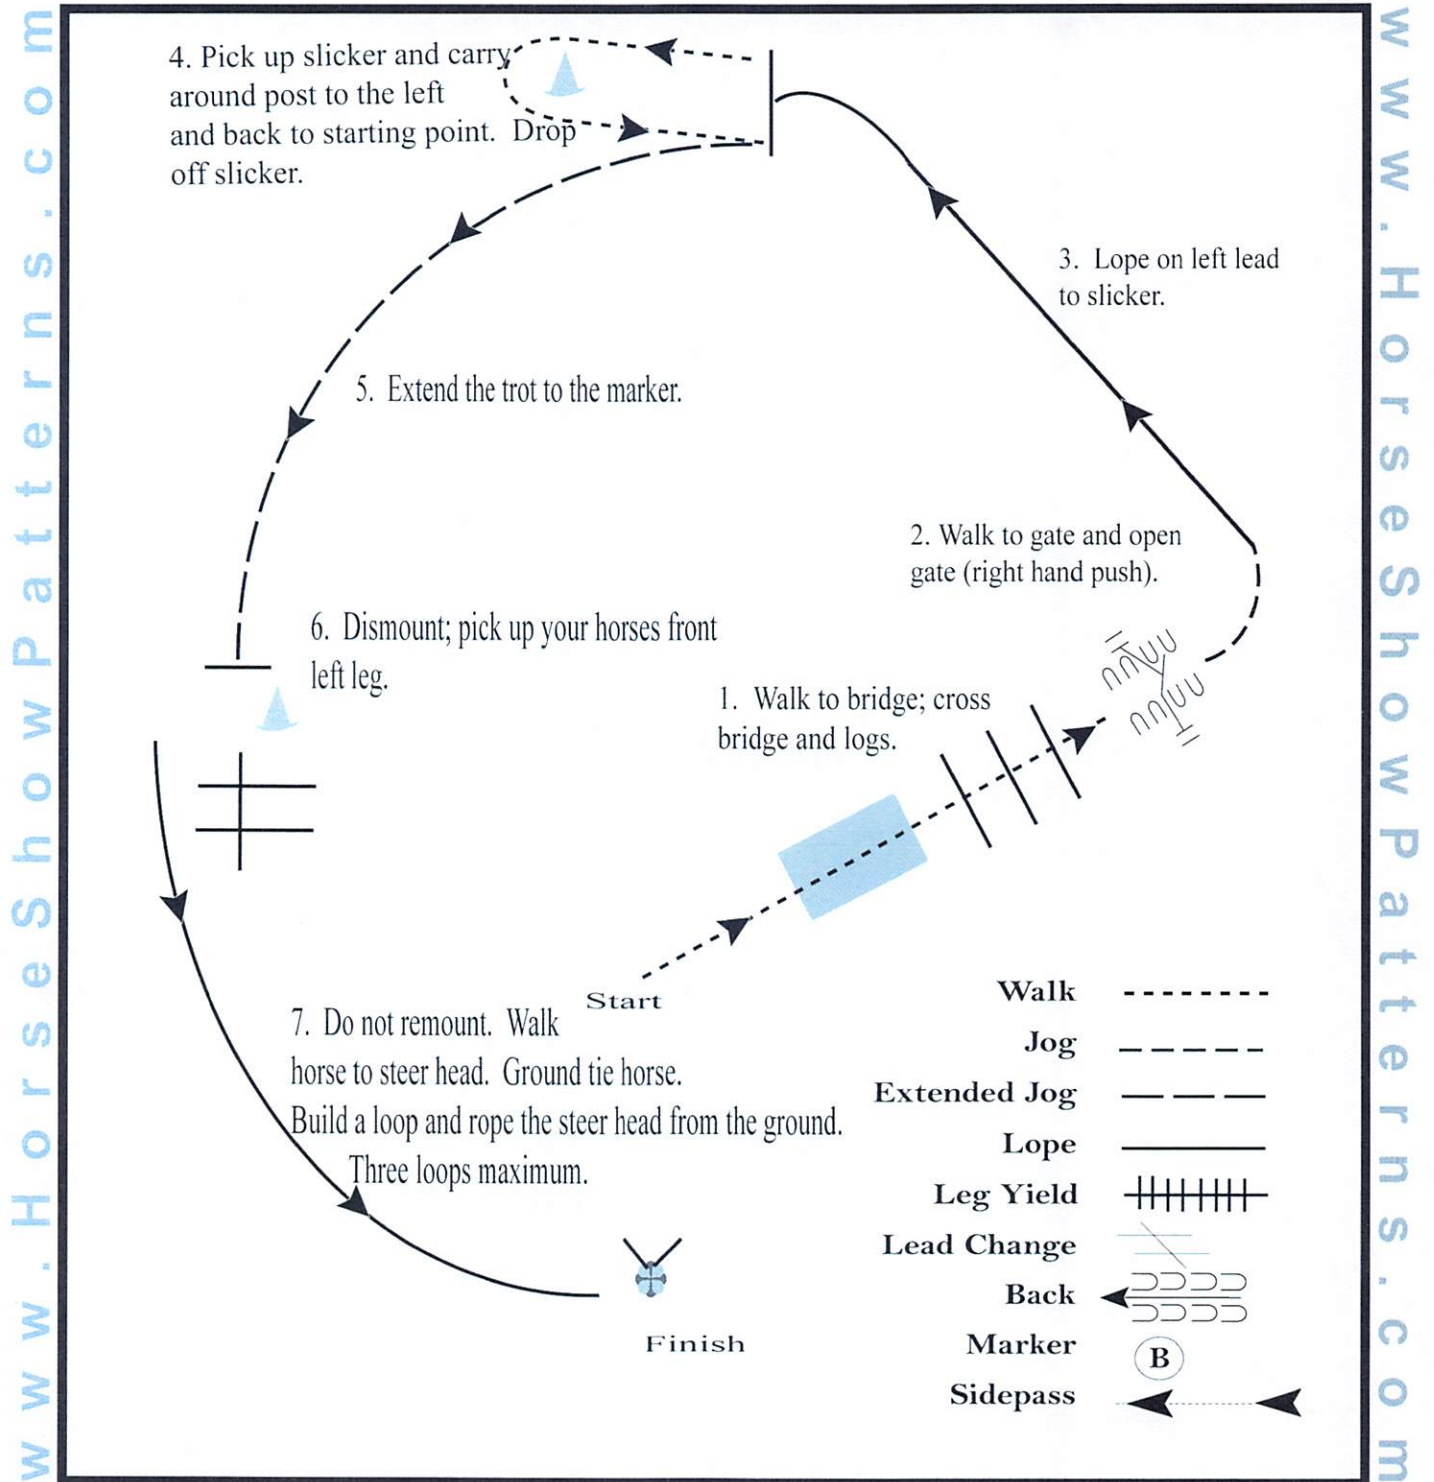 www.HorseShowPatterns.com
www.HorseShowPatterns.com
4. Pick up slicker and carry
around post to the left
and back to starting point.  Drop
off slicker.
3.  Lope on left lead
to slicker.
5.  Extend the trot to the marker.
2. Walk to gate and open
gate (right hand push).
6.  Dismount; pick up your horses front
left leg.
1.  Walk to bridge; cross
bridge and logs.
Start
7.  Do not remount.  Walk
horse to steer head.  Ground tie horse.
Build a loop and rope the steer head from the ground.
Three loops maximum.
Finish
Walk
Jog
Extended Jog
Lope
Leg Yield
Lead Change
Back
Marker
B
Sidepass